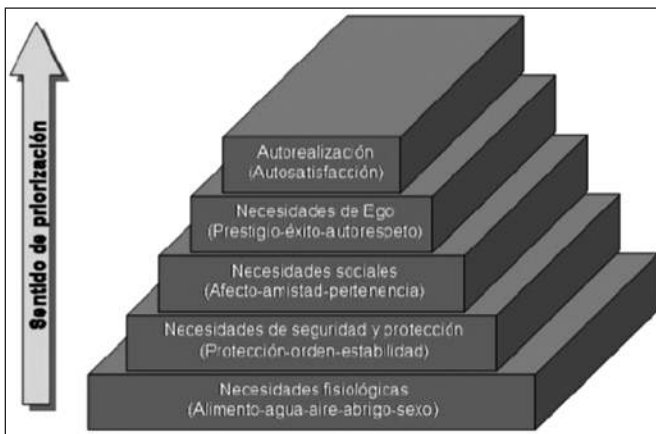 Sentido de priorización
Autorealización
(Autosatisfacción)
Necesidades de Ego
(Prestigio-éxito-autorespeto)
Necesidades sociales
(Afecto-amistad-pertenencia)
Necesidades de seguridad y protección
(Protección-orden-estabilidad)
Necesidades fisiológicas
(Alimento-agua-aire-abrigo-sexo)